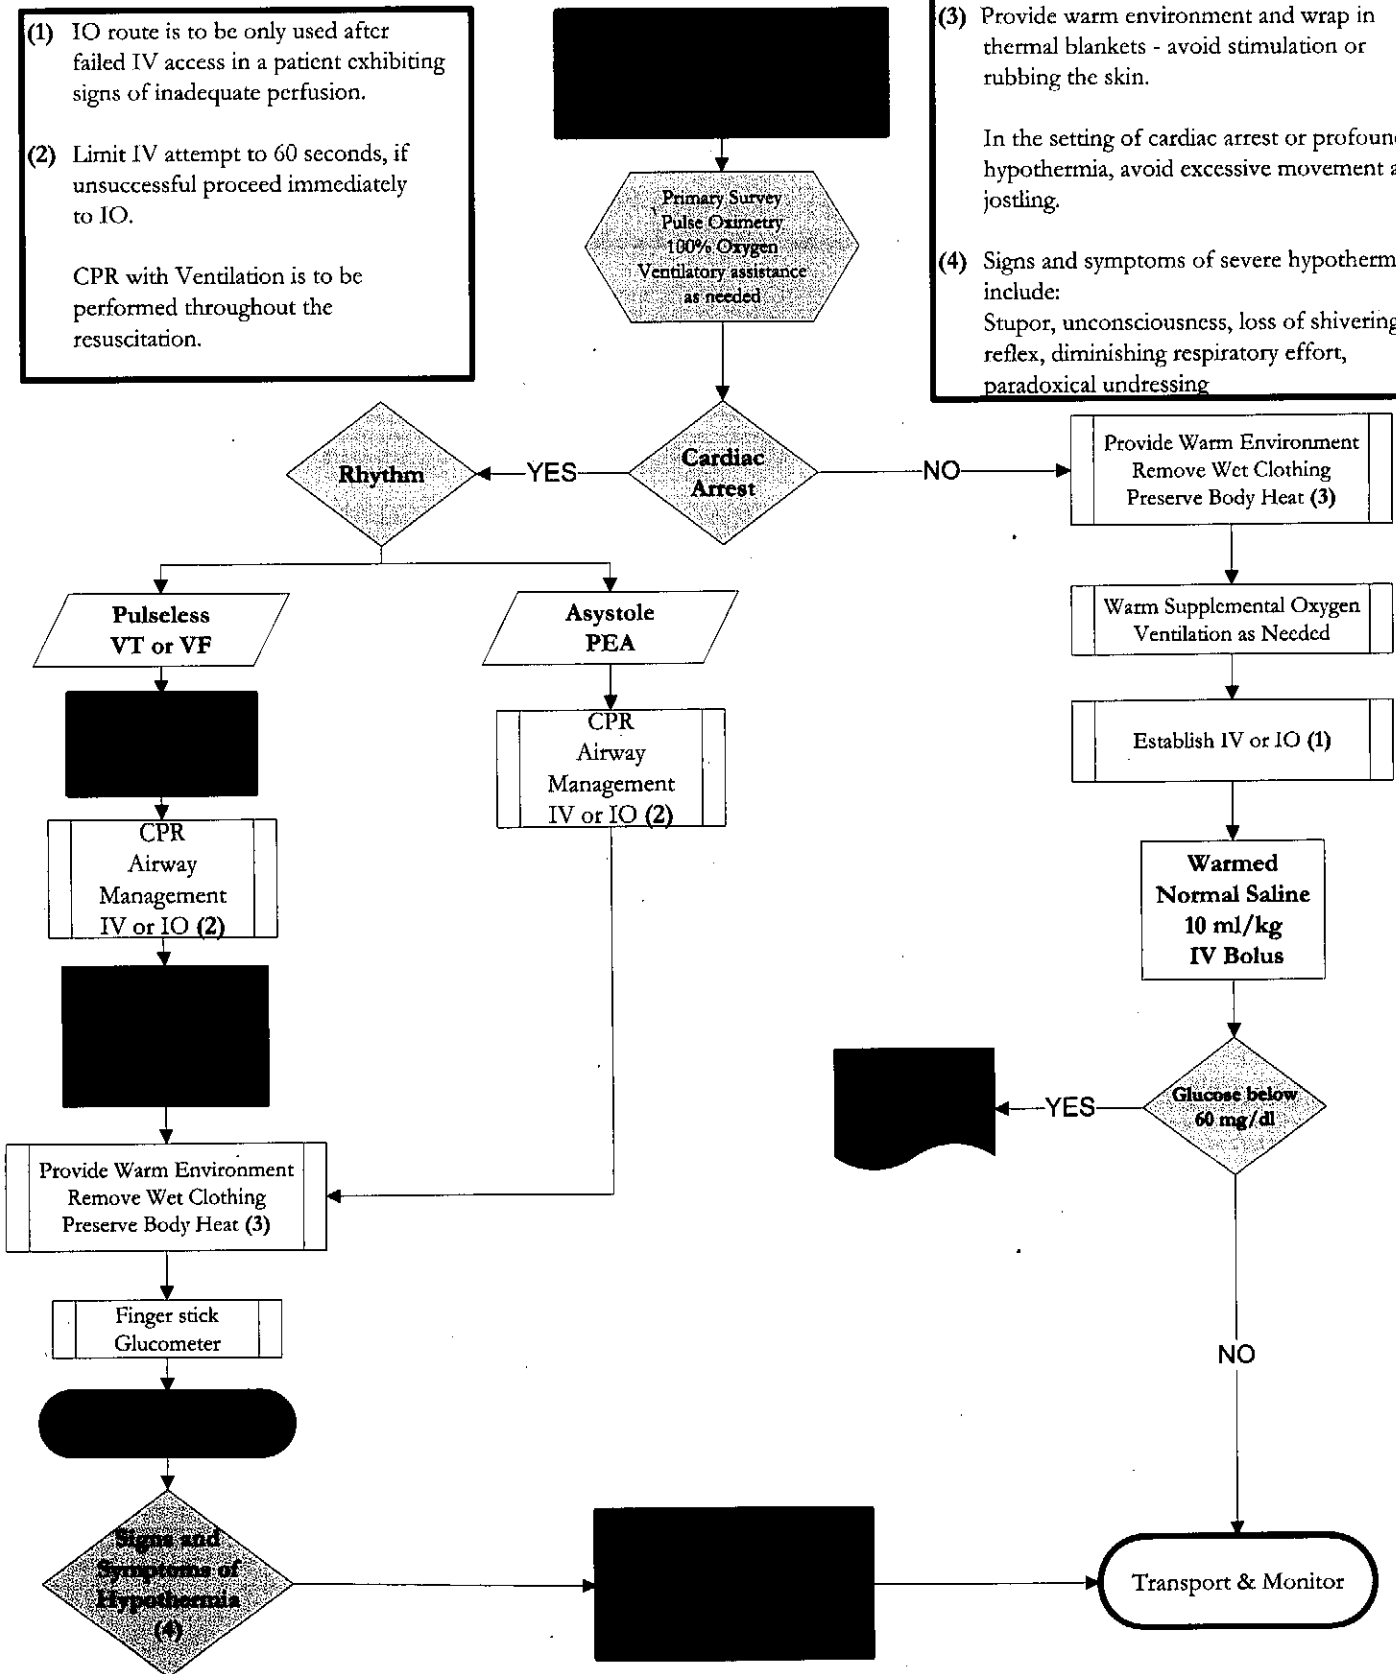 (1) IO route is to be only used after
failed IV access in a patient exhibiting
signs of inadequate perfusion.
(2) Limit IV attempt to 60 seconds, if
unsuccessful proceed immediately
to IO.
CPR with Ventilation is to be
performed throughout the
resuscitation.
(3) Provide warm environment and wrap in
thermal blankets - avoid stimulation or
rubbing the skin.
In the setting of cardiac arrest or
hypothermia, avoid excessive movement
jostling.
(4) Signs and symptoms of severe
include:
Stupor, unconsciousness, loss of shivering
reflex, diminishing respiratory effort,
paradoxical undressing
Primary Survey
Pulse Oximetry
100% Oxygen
Ventilatory assistance
as needed
Rhythm
YES
Cardiac
Arrest
NO
Provide Warm Environment
Remove Wet Clothing
Preserve Body Heat (3)
Pulseless
VT or VF
Asystole
PEA
Warm Supplemental Oxygen
Ventilation as Needed
CPR
Airway
Management
IV or IO (2)
Establish IV or IO (1)
CPR
Airway
Management
IV or IO (2)
Warmed
Normal Saline
10 ml/kg
IV Bolus
YES
Glucose below
60 mg/dl
Provide Warm Environment
Remove Wet Clothing
Preserve Body Heat (3)
Finger stick
Glucometer
NO
Signs and
Symptoms of
Hypothermia
(4)
Transport & Monitor